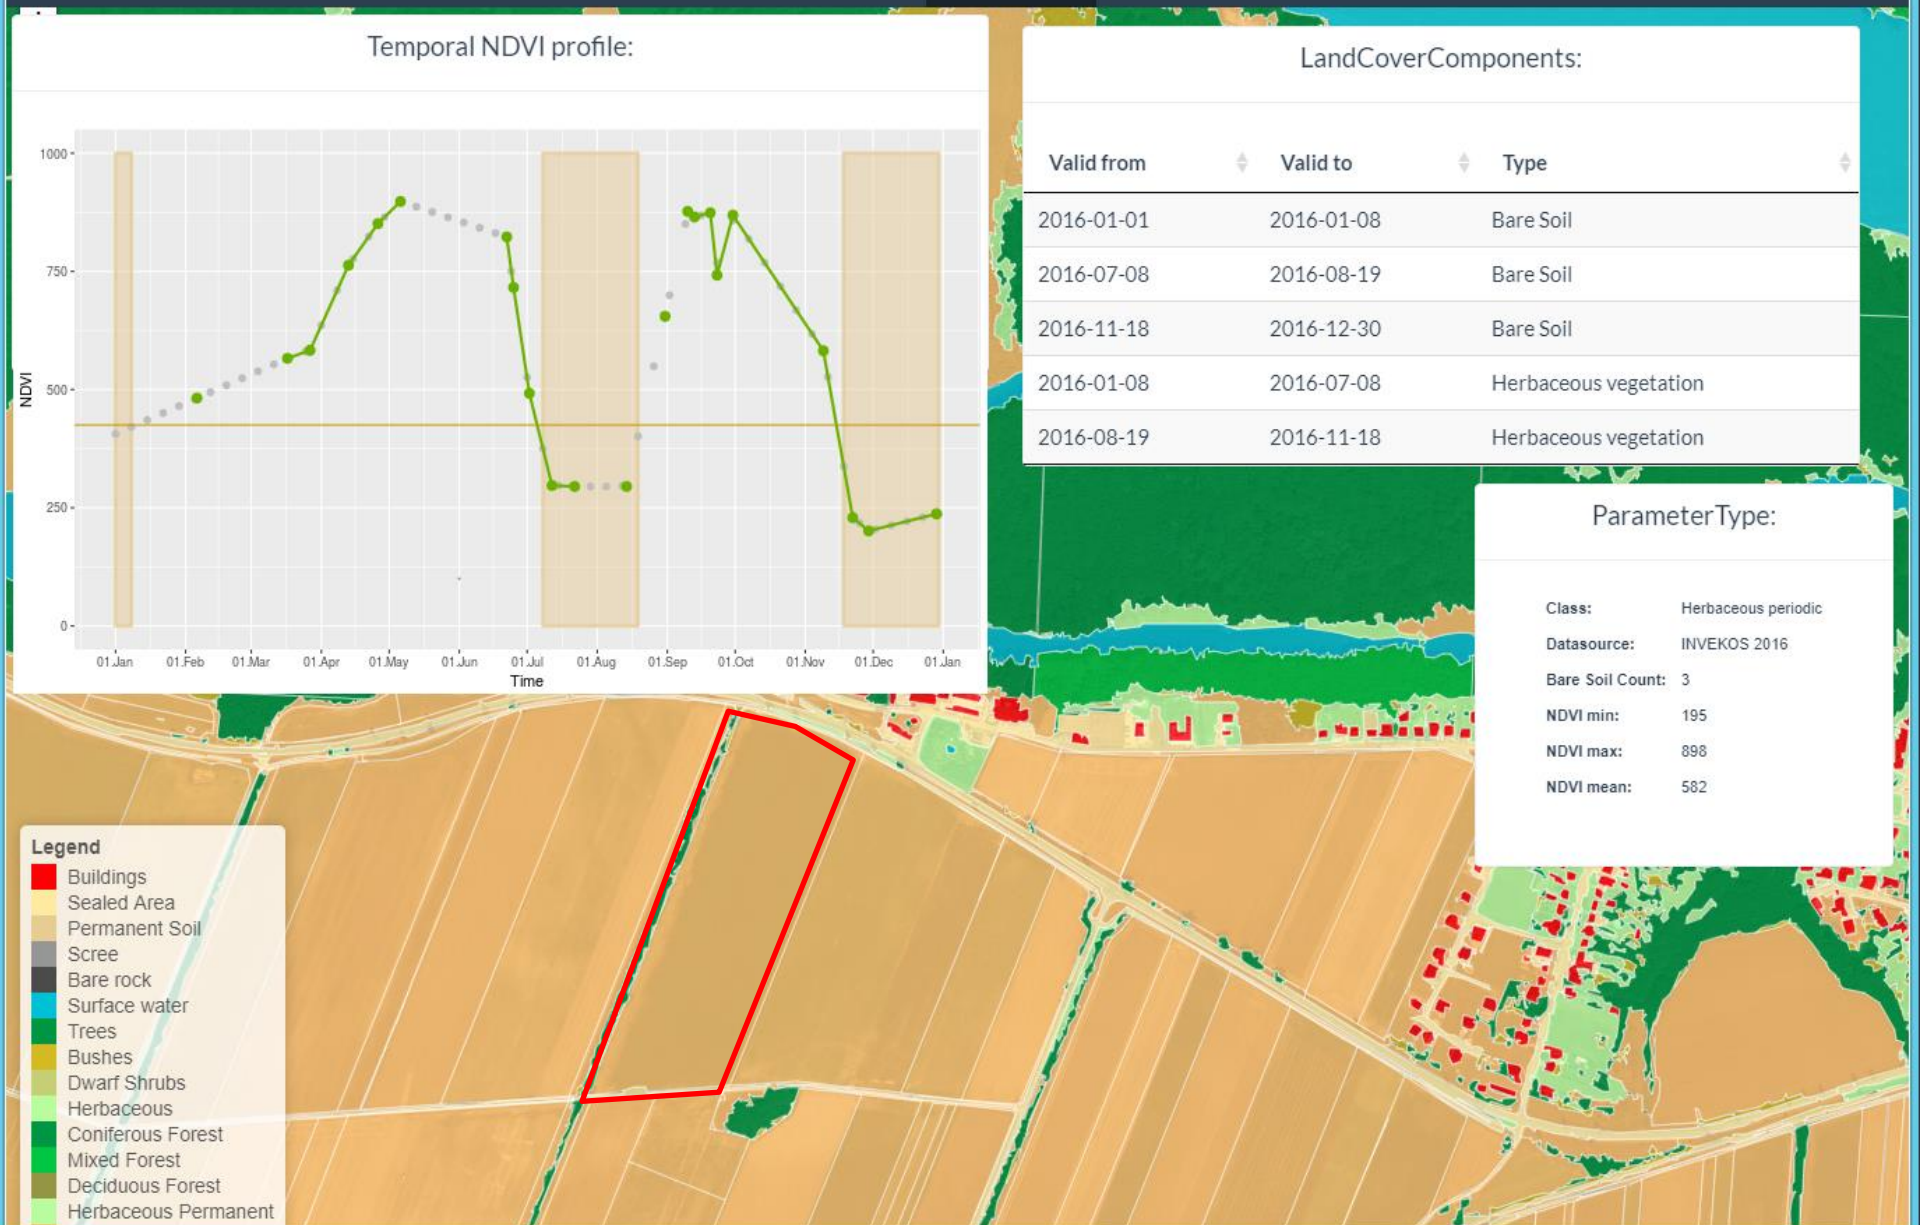 Temporal NDVI profile:
1000
750
500
250
0
NDVI
01.Jan 01.Feb 01.Mar 01.Apr 01.May 01.Jun 01.Jul 01.Aug 01.Sep 01.Oct 01.Nov 01.Dec 01.Jan
Time
LandCoverComponents:
Valid from Valid to Type
2016-01-01 2016-01-08 Bare Soil
2016-07-08 2016-08-19 Bare Soil
2016-11-18 2016-12-30 Bare Soil
2016-01-08 2016-07-08 Herbaceous vegetation
2016-08-19 2016-11-18 Herbaceous vegetation
ParameterType:
Class: Herbaceous periodic
Datasource: INVEKOS 2016
Bare Soil Count: 3
NDVI min: 195
NDVI max: 898
NDVI mean: 582
Legend
Buildings
Sealed Area
Permanent Soil
Scree
Bare rock
Surface water
Trees
Bushes
Dwarf Shrubs
Herbaceous
Coniferous Forest
Mixed Forest
Deciduous Forest
Herbaceous Permanent